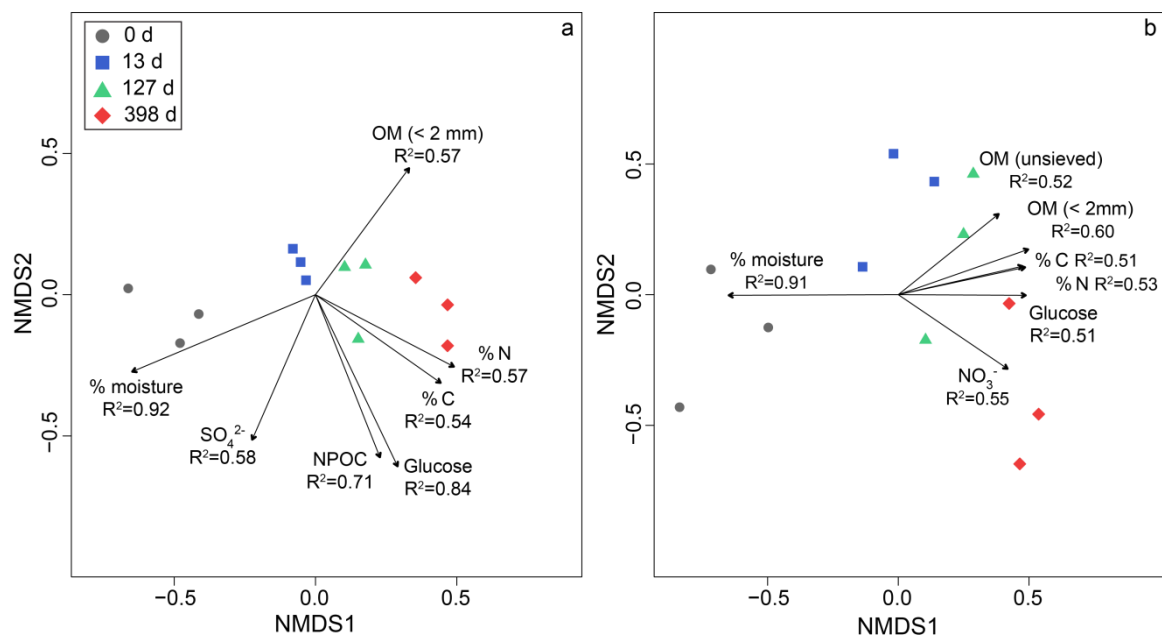 0 d
13 d
127 d
398 d
a
OM (< 2 mm)
R²=0.57
% moisture
R²=0.92
SO₄²⁻
R²=0.58
NPOC
R²=0.71
Glucose
R²=0.84
% C
R²=0.54
% N
R²=0.57
NMDS2
0.5
0.0
−0.5
−0.5
0.0
0.5
NMDS1
b
OM (unsieved)
R²=0.52
OM (< 2mm)
R²=0.60
% C R²=0.51
% N R²=0.53
Glucose
R²=0.51
% moisture
R²=0.91
NO₃⁻
R²=0.55
NMDS2
0.5
0.0
−0.5
−0.5
0.0
0.5
NMDS1